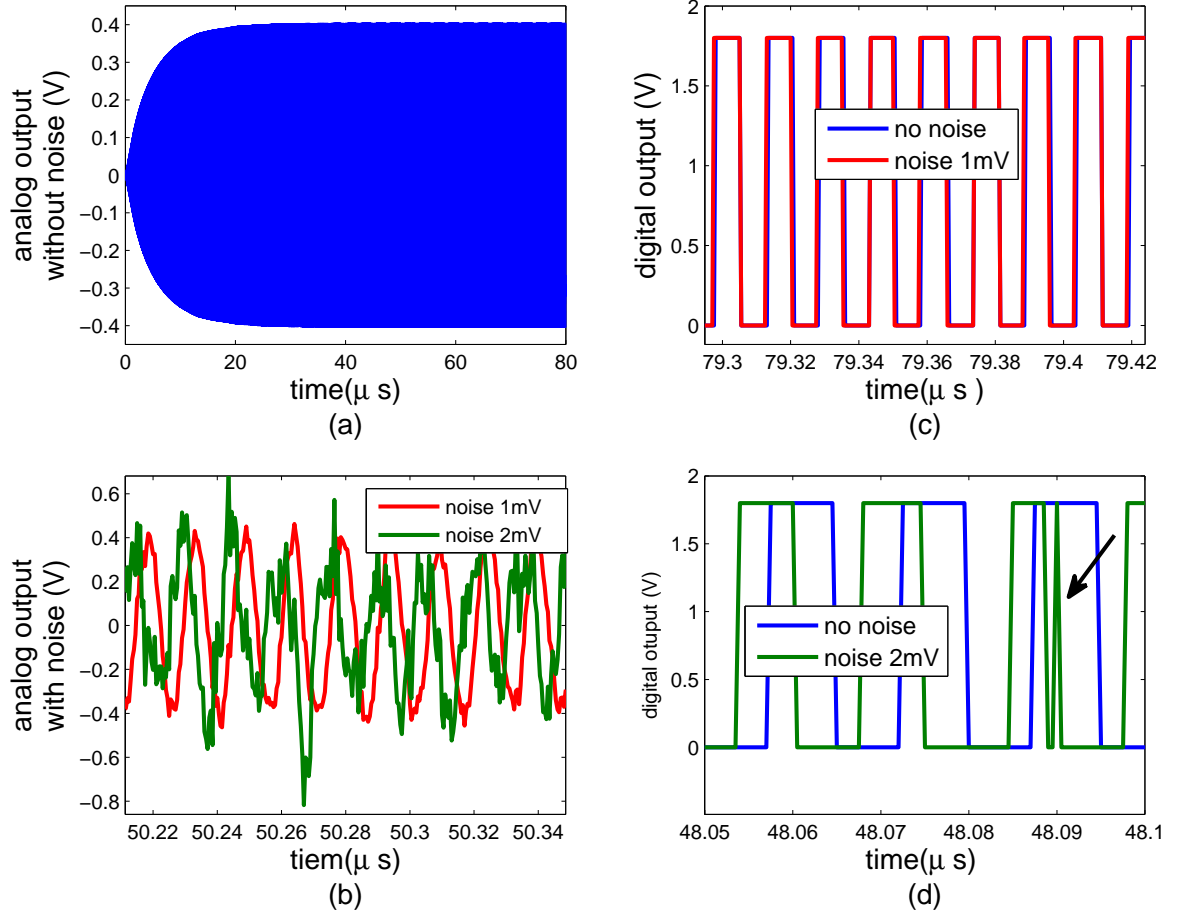 analog output
without noise (V)
0.4
0.3
0.2
0.1
0
−0.1
−0.2
−0.3
−0.4
0 20 40 60 80
time(μ s)
(a)
digital output (V)
2
1.5
1
0.5
0
79.3 79.32 79.34 79.36 79.38 79.4 79.42
time(μ s )
(c)
no noise
noise 1mV
analog output
with noise (V)
0.6
0.4
0.2
0
−0.2
−0.4
−0.6
−0.8
50.22 50.24 50.26 50.28 50.3 50.32 50.34
tiem(μ s)
(b)
noise 1mV
noise 2mV
digital otuput (V)
2
1.5
1
0.5
0
48.05 48.06 48.07 48.08 48.09 48.1
time(μ s)
(d)
no noise
noise 2mV